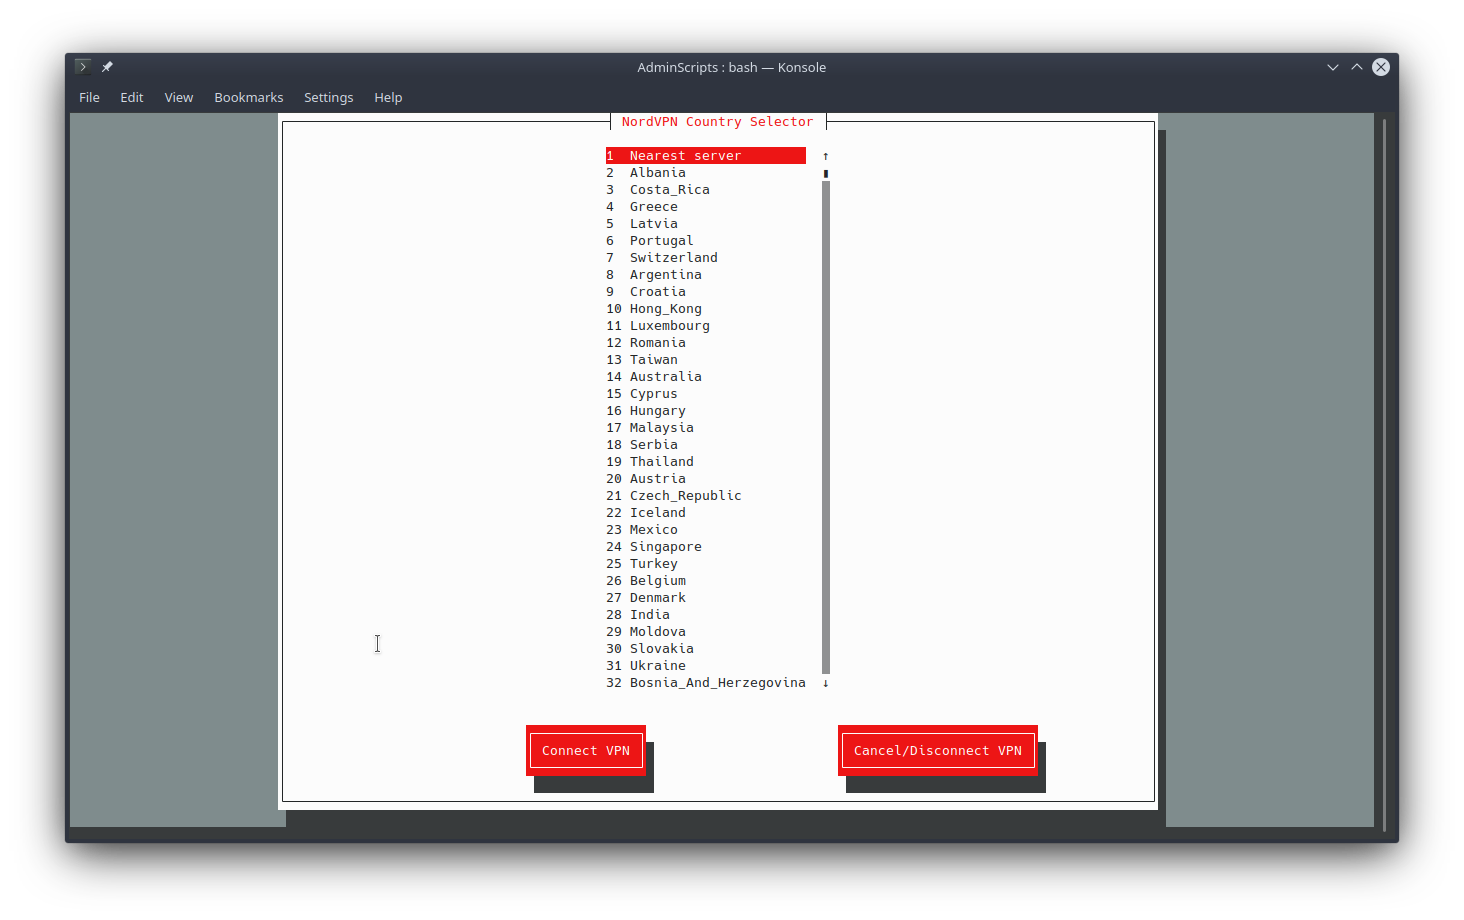 AdminScripts : bash — Konsole
File Edit View Bookmarks Settings Help
NordVPN Country Selector
1 Nearest server ↑
2 Albania
3 Costa_Rica
4 Greece
5 Latvia
6 Portugal
7 Switzerland
8 Argentina
9 Croatia
10 Hong_Kong
11 Luxembourg
12 Romania
13 Taiwan
14 Australia
15 Cyprus
16 Hungary
17 Malaysia
18 Serbia
19 Thailand
20 Austria
21 Czech_Republic
22 Iceland
23 Mexico
24 Singapore
25 Turkey
26 Belgium
27 Denmark
28 India
29 Moldova
30 Slovakia
31 Ukraine
32 Bosnia_And_Herzegovina ↓
Connect VPN Cancel/Disconnect VPN